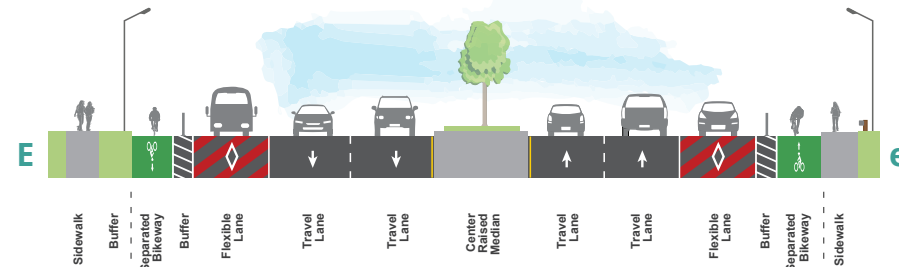 E
e
Sidewalk
Buffer
Separated
Bikeway
Buffer
Flexible
Lane
Travel
Lane
Travel
Lane
Center
Raised
Median
Travel
Lane
Travel
Lane
Flexible
Lane
Buffer
Separated
Bikeway
Sidewalk